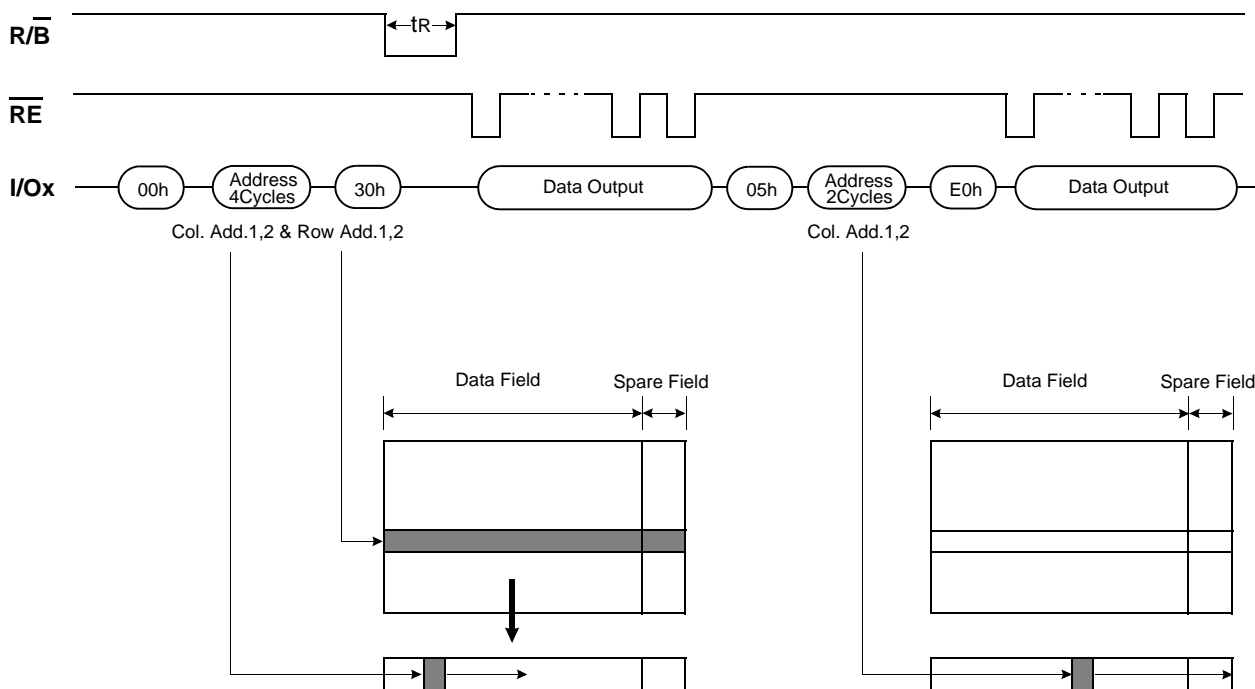 R/B
tR
RE
I/Ox
00h
Address
4Cycles
30h
Data Output
05h
Address
2Cycles
E0h
Data Output
Col. Add.1,2 & Row Add.1,2
Col. Add.1,2
Data Field
Spare Field
Data Field
Spare Field